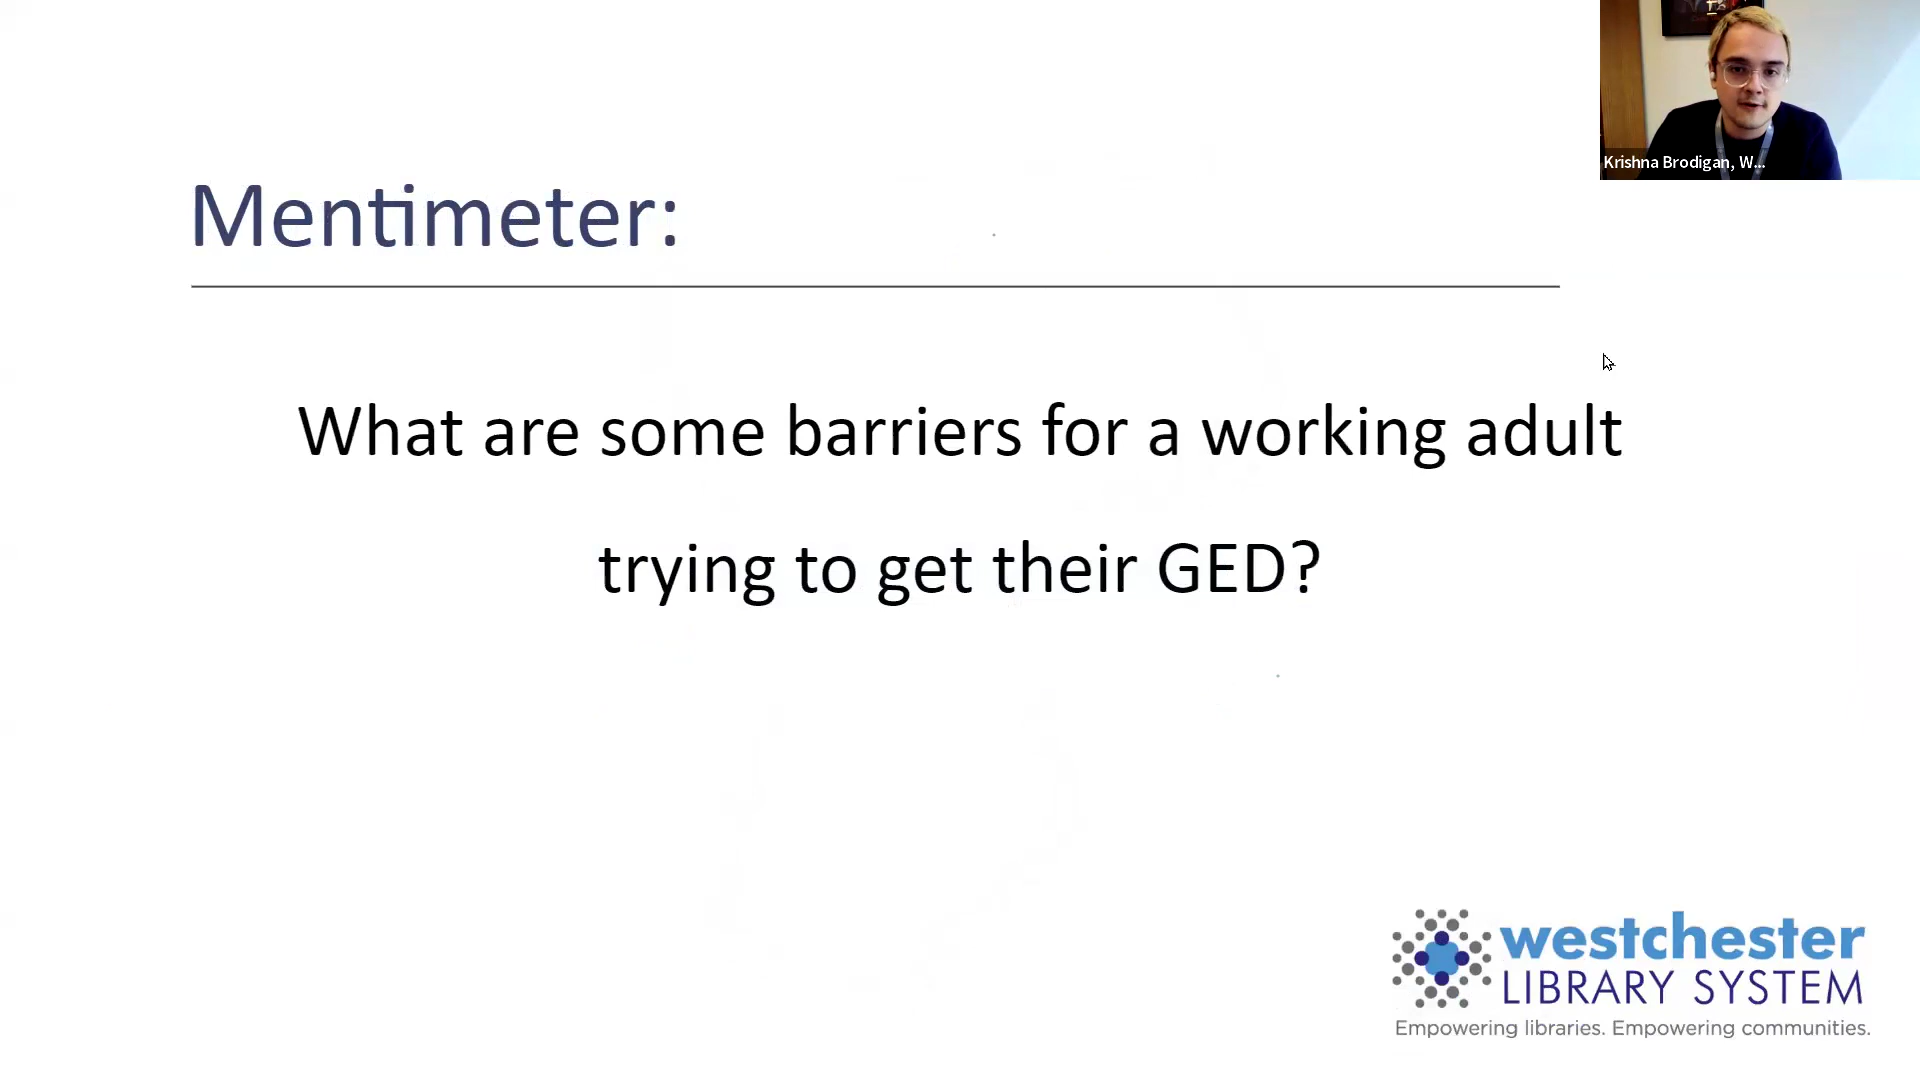 Krishna Brodigan, W...
Mentimeter:
What are some barriers for a working adult
trying to get their GED?
westchester
LIBRARY SYSTEM
Empowering libraries. Empowering communities.